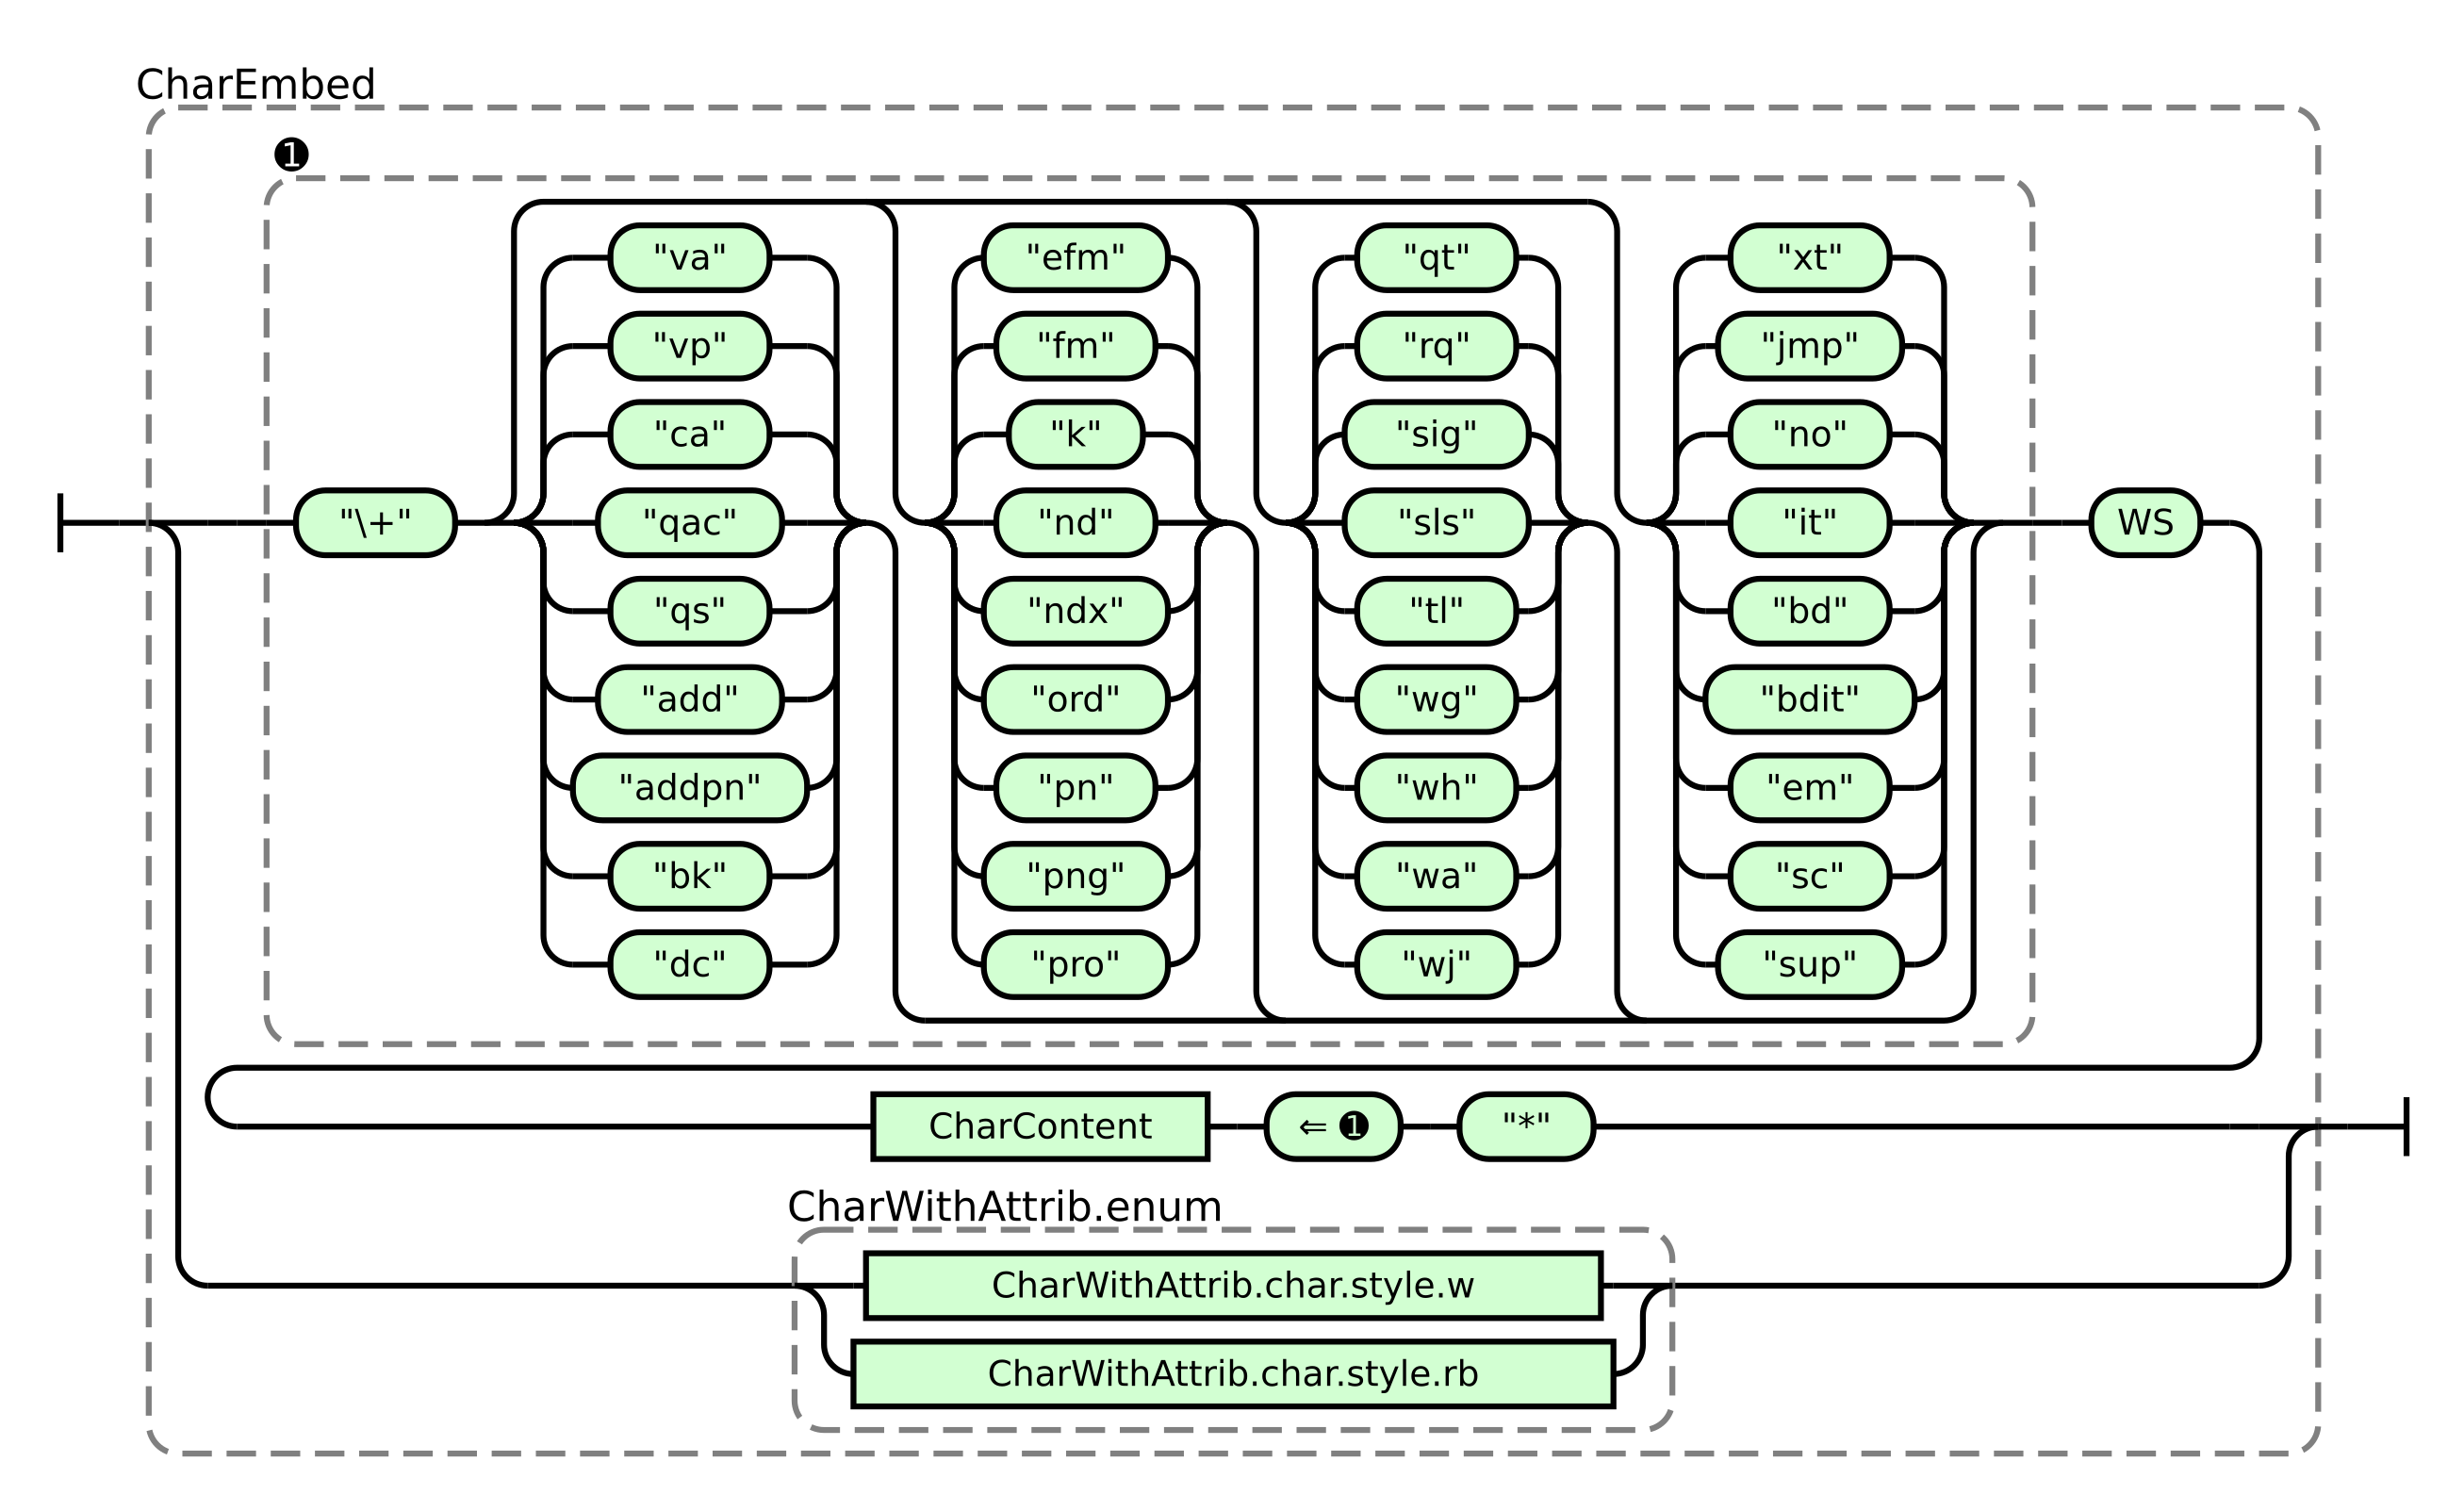 CharEmbed
❶
"va" "efm" "qt" "xt"
"vp" "fm" "rq" "jmp"
"ca" "k" "sig" "no"
"\+" "qac" "nd" "sls" "it" WS
"qs" "ndx" "tl" "bd"
"add" "ord" "wg" "bdit"
"addpn" "pn" "wh" "em"
"bk" "png" "wa" "sc"
"dc" "pro" "wj" "sup"
CharContent ⇐ ❶ "*"
CharWithAttrib.enum
CharWithAttrib.char.style.w
CharWithAttrib.char.style.rb